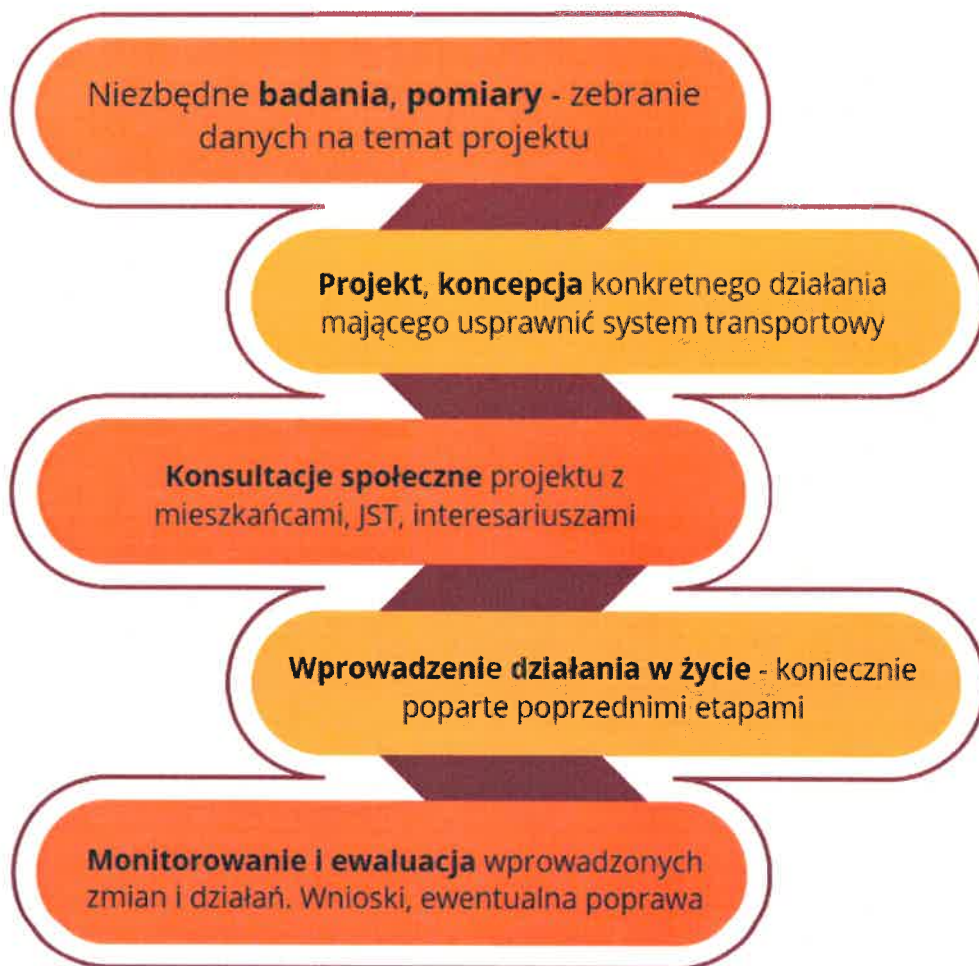 Niezbędne badania, pomiary - zebranie
danych na temat projektu
Projekt, koncepcja konkretnego działania
mającego usprawnić system transportowy
Konsultacje społeczne projektu z
mieszkańcami, JST, interesariuszami
Wprowadzenie działania w życie - koniecznie
poparte poprzednimi etapami
Monitorowanie i ewaluacja wprowadzonych
zmian i działań. Wnioski, ewentualna poprawa